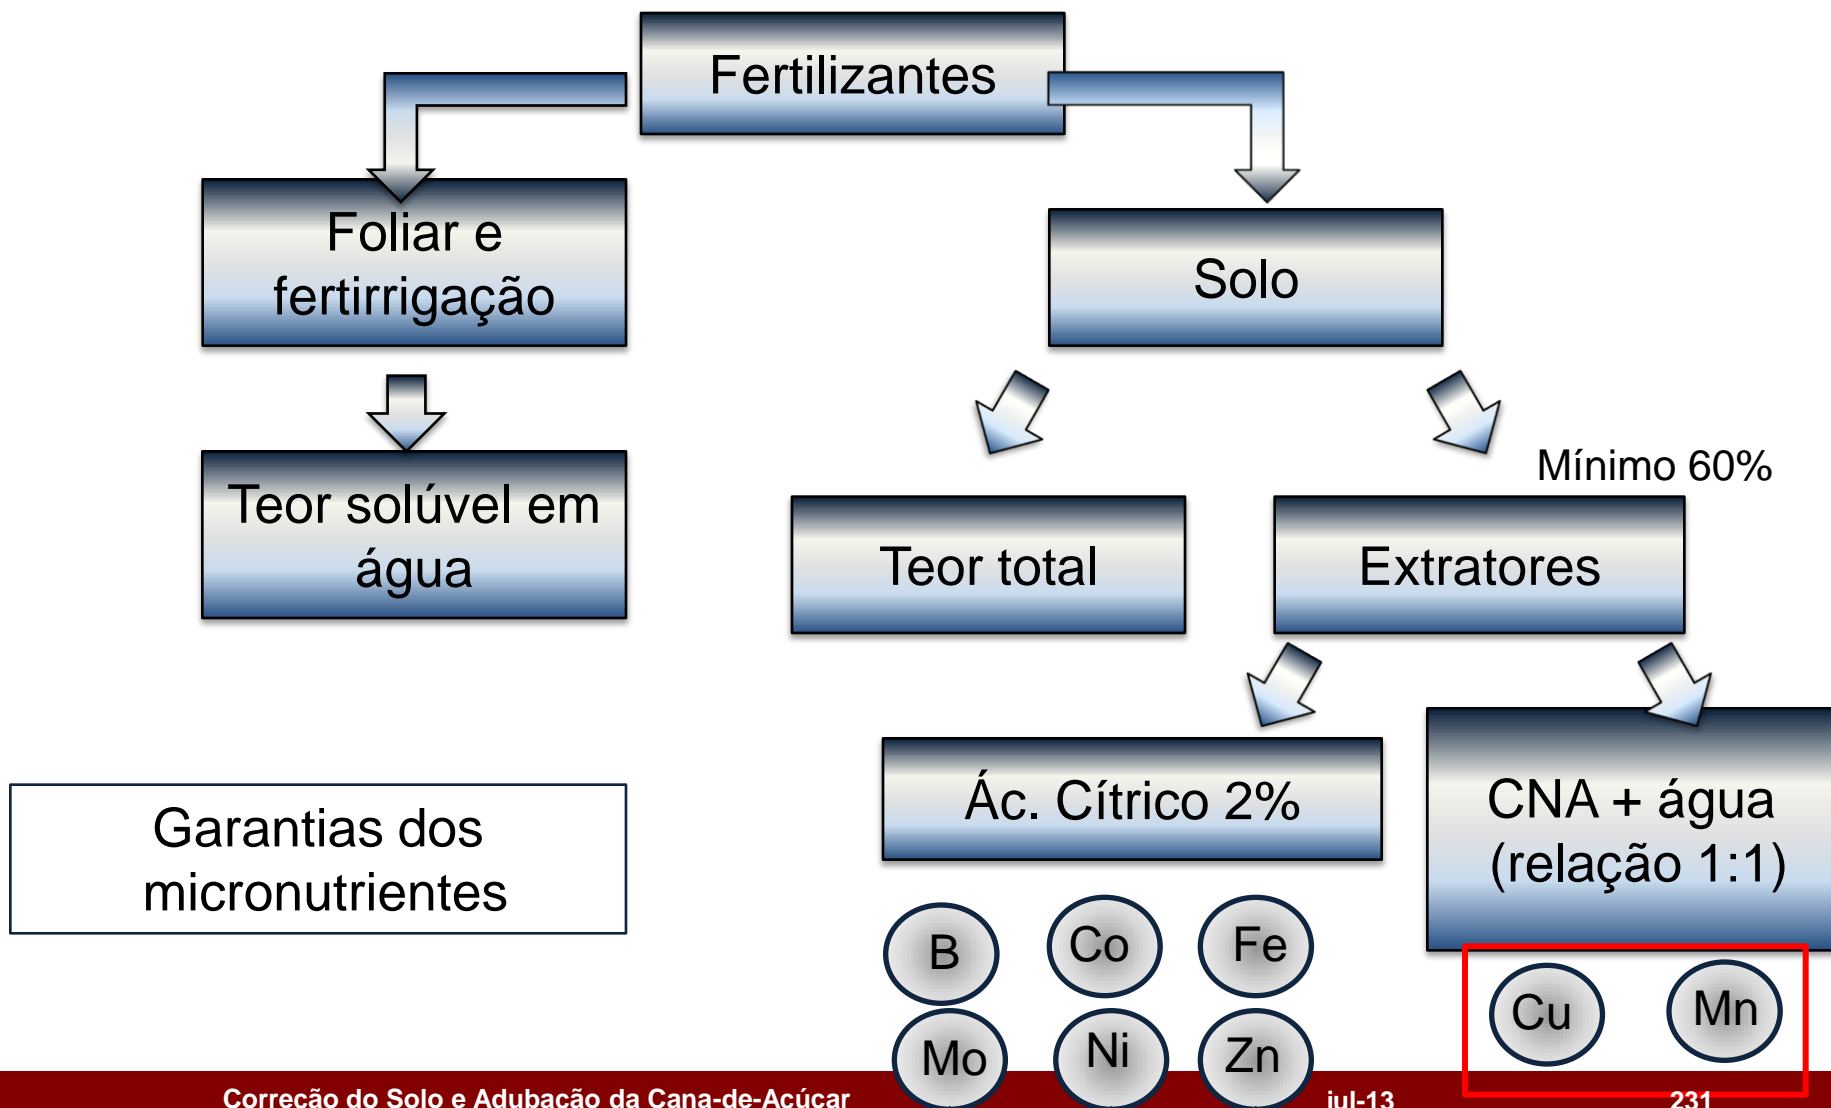 Fertilizantes
Foliar e
fertirrigação
Solo
Teor solúvel em
água
Mínimo 60%
Teor total
Extratores
Ác. Cítrico 2%
CNA + água
(relação 1:1)
Garantias dos
micronutrientes
B
Co
Fe
Cu
Mn
Mo
Ni
Zn
Correção do Solo e Adubação da Cana-de-Açúcar
jul-13
231